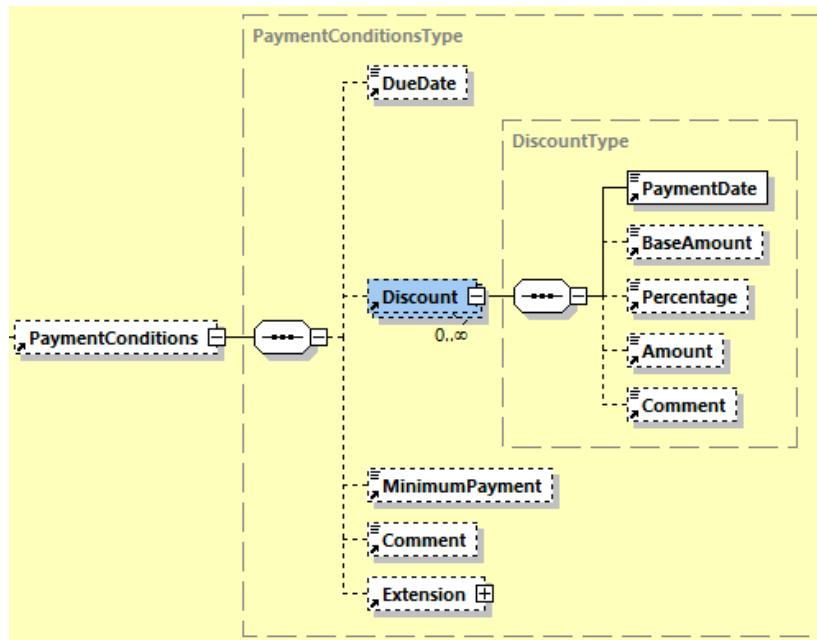 PaymentConditionsType
DueDate
DiscountType
PaymentDate
BaseAmount
Discount
Percentage
0..∞
PaymentConditions
Amount
Comment
MinimumPayment
Comment
Extension